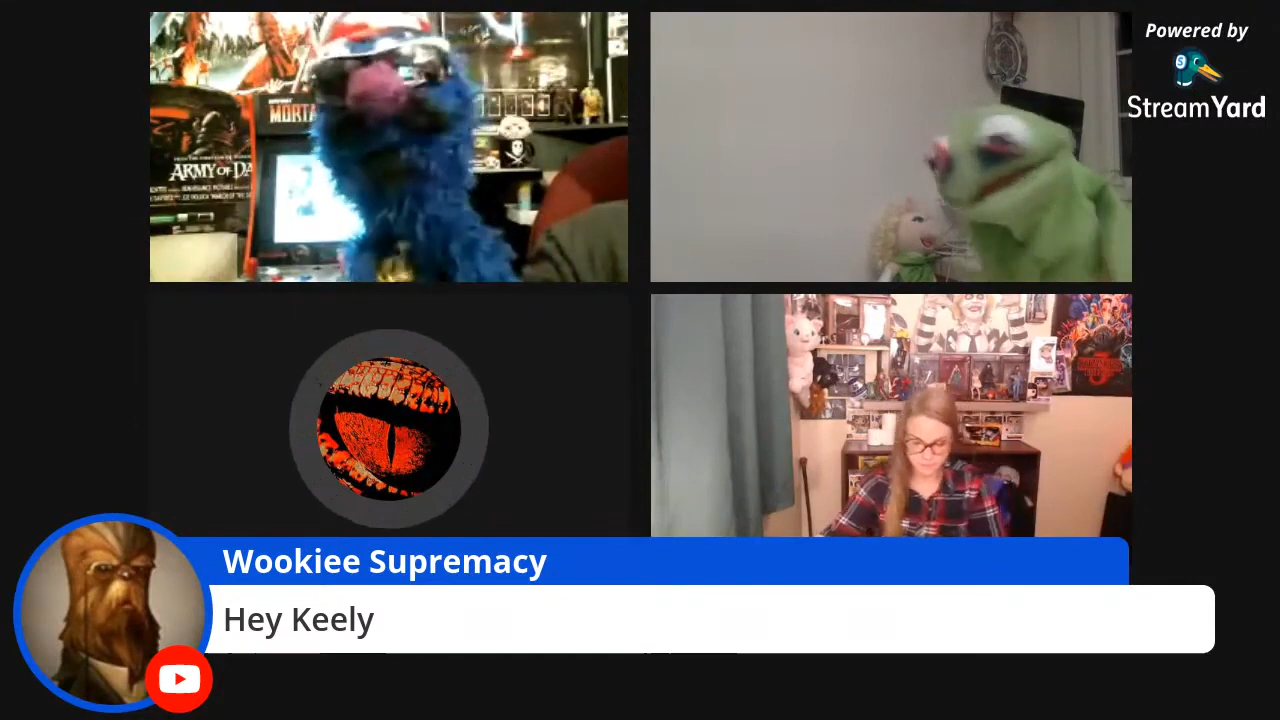 Powered by
StreamYard
MORTA
ARMY OF DA
Wookiee Supremacy
Hey Keely